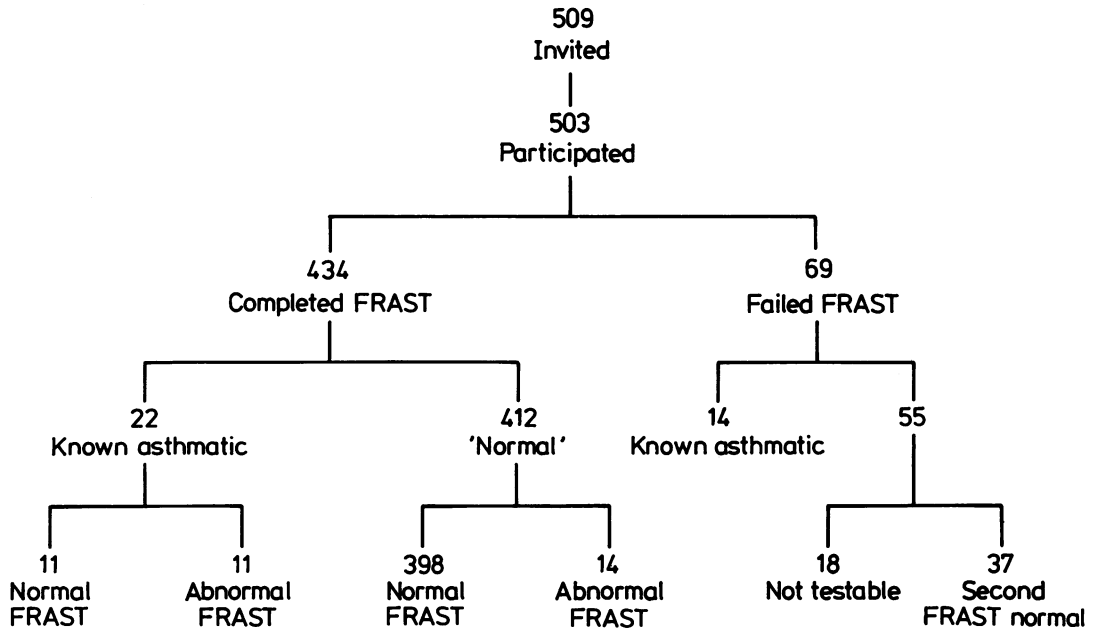 509
Invited
503
Participated
434
Completed FRAST
69
Failed FRAST
22
Known asthmatic
412
'Normal'
14
Known asthmatic
55
11
Normal
FRAST
11
Abnormal
FRAST
398
Normal
FRAST
14
Abnormal
FRAST
18
Not testable
37
Second
FRAST normal